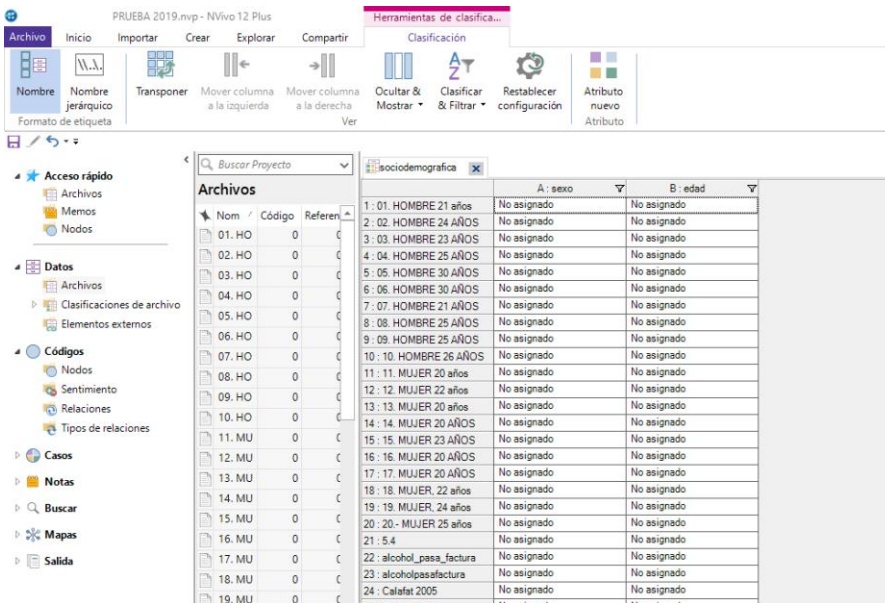 PRUEBA 2019.nvp - NVivo 12 Plus
Herramientas de clasifica...
Archivo Inicio Importar Crear Explorar Compartir Clasificación
Nombre
Nombre jerárquico
Formato de etiqueta
Transponer
Mover columna a la izquierda
Mover columna a la derecha
Ocultar & Mostrar
Clasificar & Filtrar
Restablecer configuración
Ver
Atributo nuevo
Atributo
Acceso rápido
Archivos
Memos
Nodos
Datos
Archivos
Clasificaciones de archivo
Elementos externos
Códigos
Nodos
Sentimiento
Relaciones
Tipos de relaciones
Casos
Notas
Buscar
Mapas
Salida
Buscar Proyecto
Archivos
Nom Código Referen
01. HO 0
02. HO 0
03. HO 0
04. HO 0
05. HO 0
06. HO 0
07. HO 0
08. HO 0
09. HO 0
10. HO 0
11. MU 0
12. MU 0
13. MU 0
14. MU 0
15. MU 0
16. MU 0
17. MU 0
18. MU 0
19. MU 0
sociodemografica
A : sexo B : edad
1 : 01. HOMBRE 21 años No asignado No asignado
2 : 02. HOMBRE 24 AÑOS No asignado No asignado
3 : 03. HOMBRE 23 AÑOS No asignado No asignado
4 : 04. HOMBRE 25 AÑOS No asignado No asignado
5 : 05. HOMBRE 30 AÑOS No asignado No asignado
6 : 06. HOMBRE 30 AÑOS No asignado No asignado
7 : 07. HOMBRE 21 AÑOS No asignado No asignado
8 : 08. HOMBRE 25 AÑOS No asignado No asignado
9 : 09. HOMBRE 25 AÑOS No asignado No asignado
10 : 10. HOMBRE 26 AÑOS No asignado No asignado
11 : 11. MUJER 20 años No asignado No asignado
12 : 12. MUJER 22 años No asignado No asignado
13 : 13. MUJER 20 años No asignado No asignado
14 : 14. MUJER 20 AÑOS No asignado No asignado
15 : 15. MUJER 23 AÑOS No asignado No asignado
16 : 16. MUJER 20 AÑOS No asignado No asignado
17 : 17. MUJER 20 AÑOS No asignado No asignado
18 : 18. MUJER, 22 años No asignado No asignado
19 : 19. MUJER, 24 años No asignado No asignado
20 : 20.- MUJER 25 años No asignado No asignado
21 : 5.4 No asignado No asignado
22 : alcohol_pasa_factura No asignado No asignado
23 : alcoholpasafactura No asignado No asignado
24 : Calafat 2005 No asignado No asignado